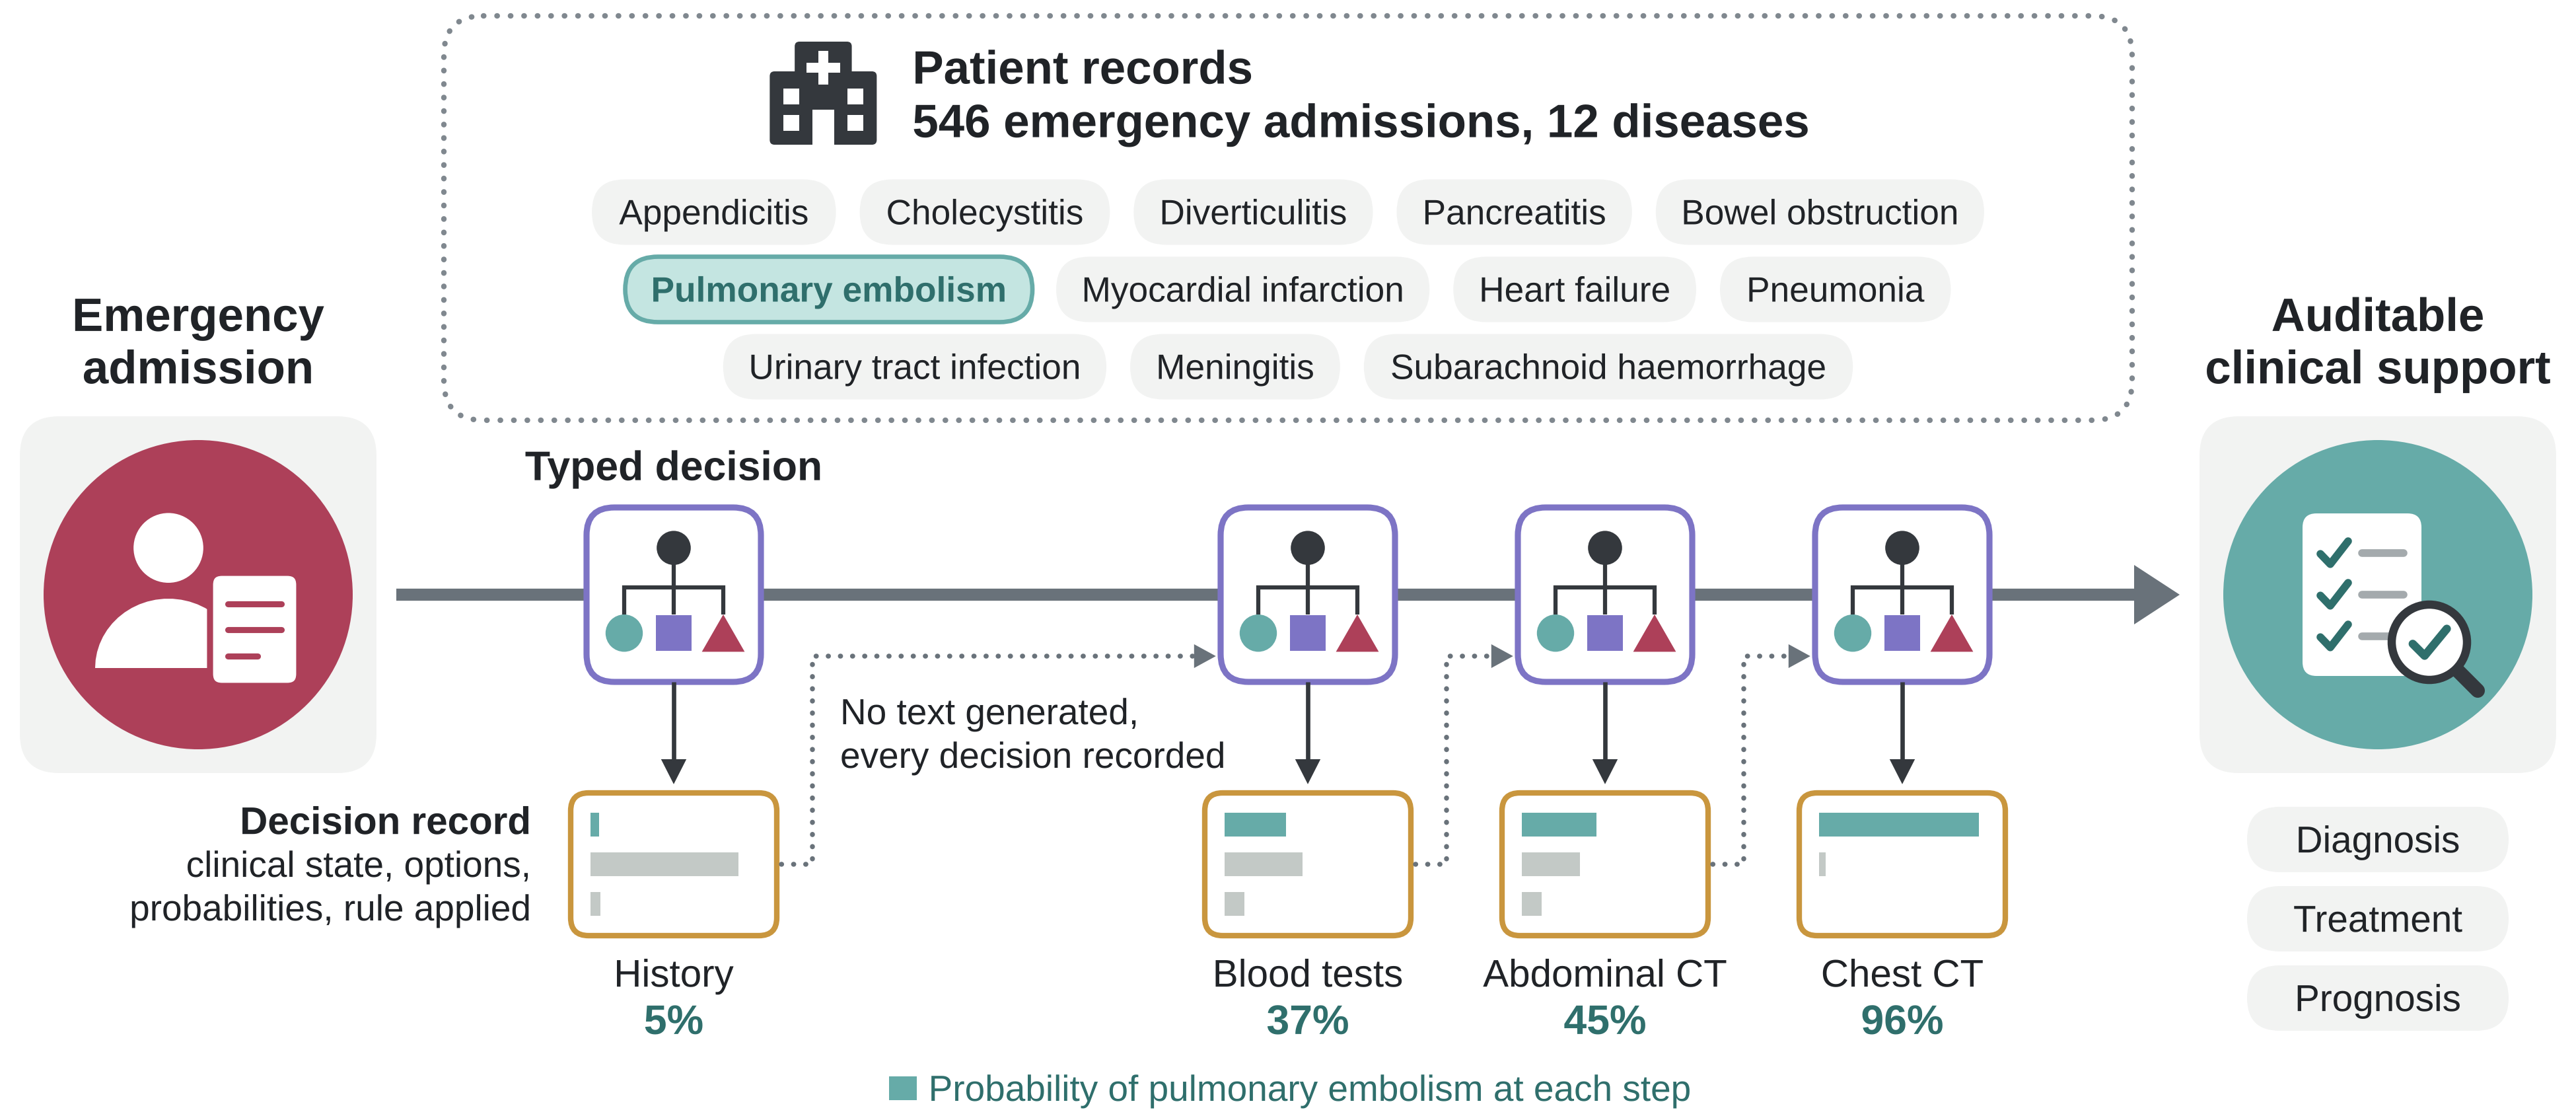 Patient records
546 emergency admissions, 12 diseases
Appendicitis
Cholecystitis
Diverticulitis
Pancreatitis
Bowel obstruction
Pulmonary embolism
Myocardial infarction
Heart failure
Pneumonia
Urinary tract infection
Meningitis
Subarachnoid haemorrhage
Emergency
admission
Auditable
clinical support
Typed decision
No text generated,
every decision recorded
Decision record
clinical state, options,
probabilities, rule applied
History
5%
Blood tests
37%
Abdominal CT
45%
Chest CT
96%
Diagnosis
Treatment
Prognosis
Probability of pulmonary embolism at each step